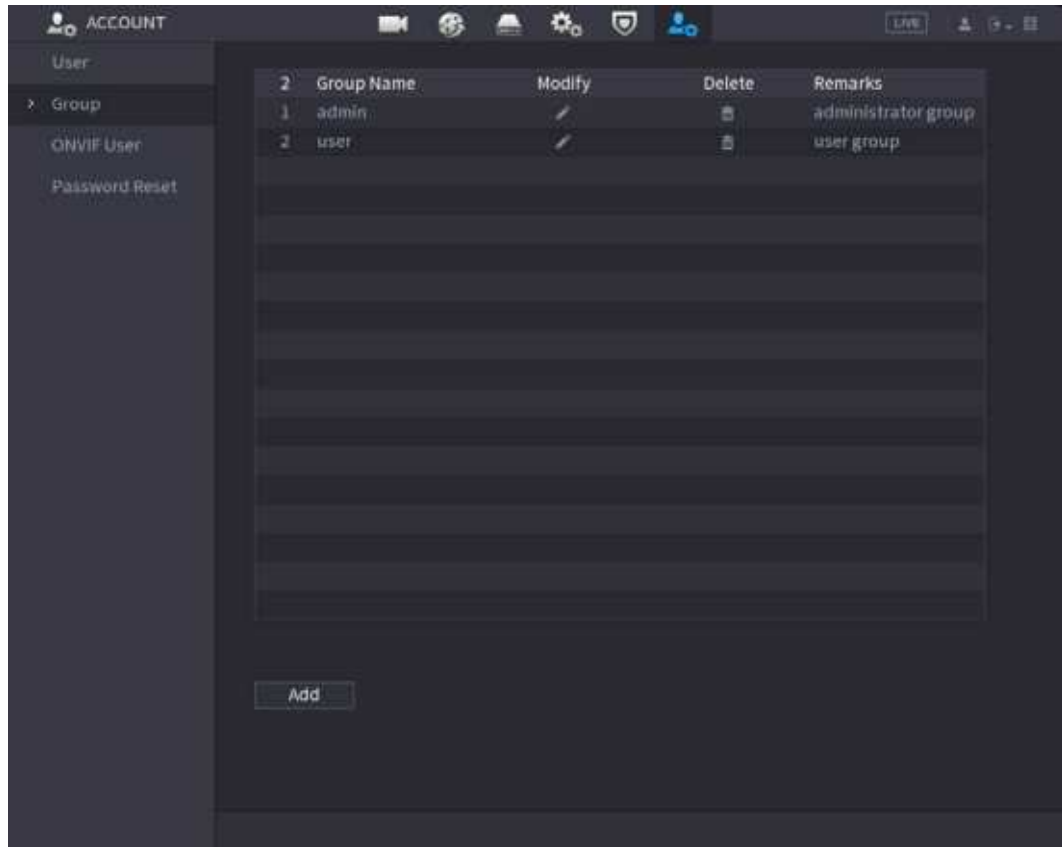 ACCOUNT LIVE
User
Group
ONVIF User
Password Reset
2 Group Name Modify Delete Remarks
1 admin administrator group
2 user user group
Add